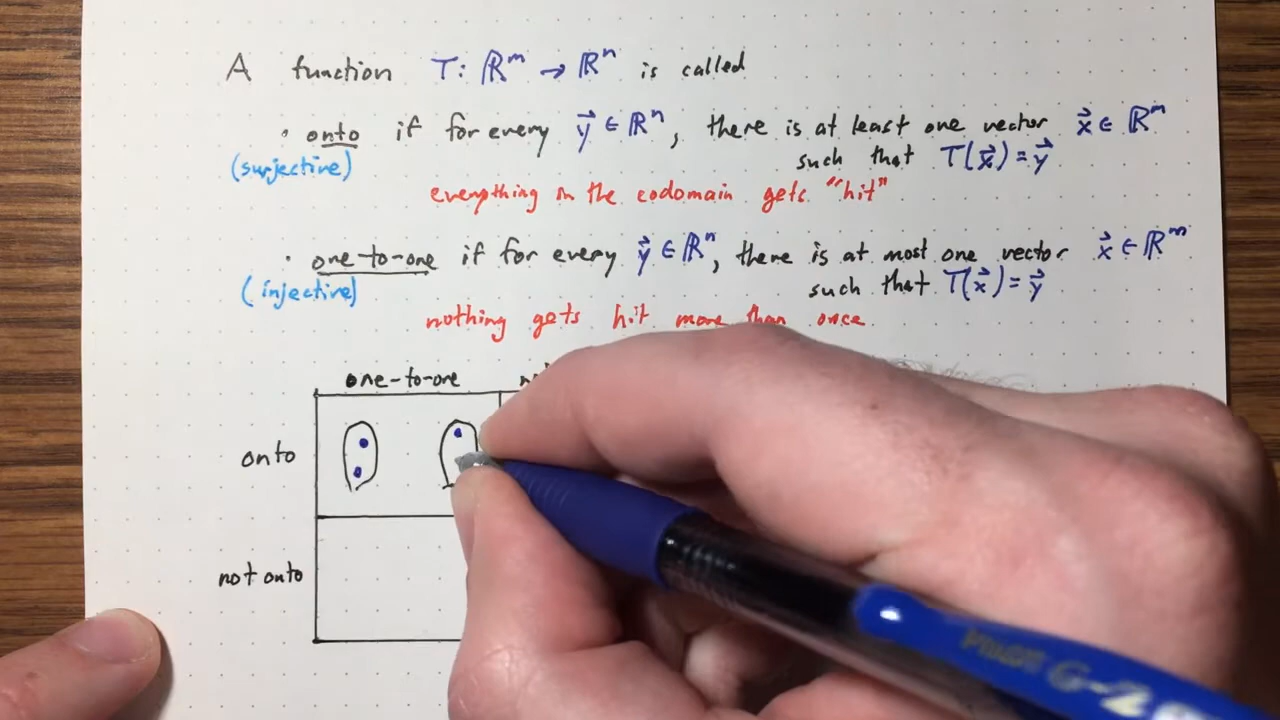 A function T: ℝᵐ → ℝⁿ is called
• onto if for every y⃗ ∈ ℝⁿ, there is at least one vector x⃗ ∈ ℝᵐ
(surjective) such that T(x⃗) = y⃗
everything in the codomain gets "hit"
• one-to-one if for every y⃗ ∈ ℝⁿ, there is at most one vector x⃗ ∈ ℝᵐ
(injective) such that T(x⃗) = y⃗
nothing gets hit more than once
one-to-one
onto
not onto
PILOT G-2